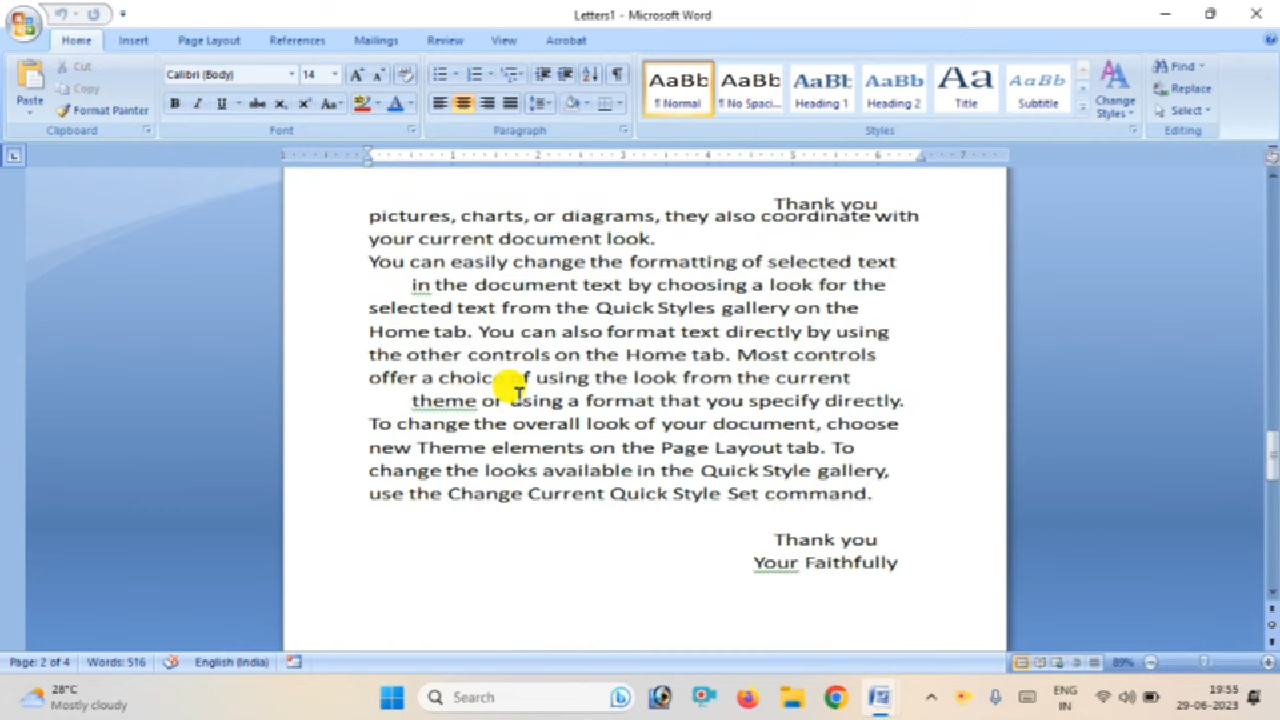 Letters1 - Microsoft Word
Home Insert Page Layout References Mailings Review View Acrobat
Cut
Calibri (Body) 14
Copy
Paste
Format Painter
Clipboard
Font
Paragraph
AaBb AaBb AaBb AaBb AaBb Aa AaBb
¶ Normal ¶ No Spaci... Heading 1 Heading 2 Title Subtitle
Change Styles
Styles
Find
Replace
Select
Editing
Thank you
pictures, charts, or diagrams, they also coordinate with
your current document look.
You can easily change the formatting of selected text
in the document text by choosing a look for the
selected text from the Quick Styles gallery on the
Home tab. You can also format text directly by using
the other controls on the Home tab. Most controls
offer a choice of using the look from the current
theme or using a format that you specify directly.
To change the overall look of your document, choose
new Theme elements on the Page Layout tab. To
change the looks available in the Quick Style gallery,
use the Change Current Quick Style Set command.
Thank you
Your Faithfully
Page: 2 of 4 Words: 516 English (India) 89%
28°C
Mostly cloudy
Search
ENG
IN
19:55
29-06-2023